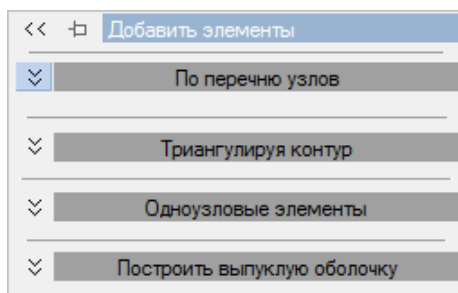 << Добавить элементы
По перечню узлов
Триангулируя контур
Одноузловые элементы
Построить выпуклую оболочку